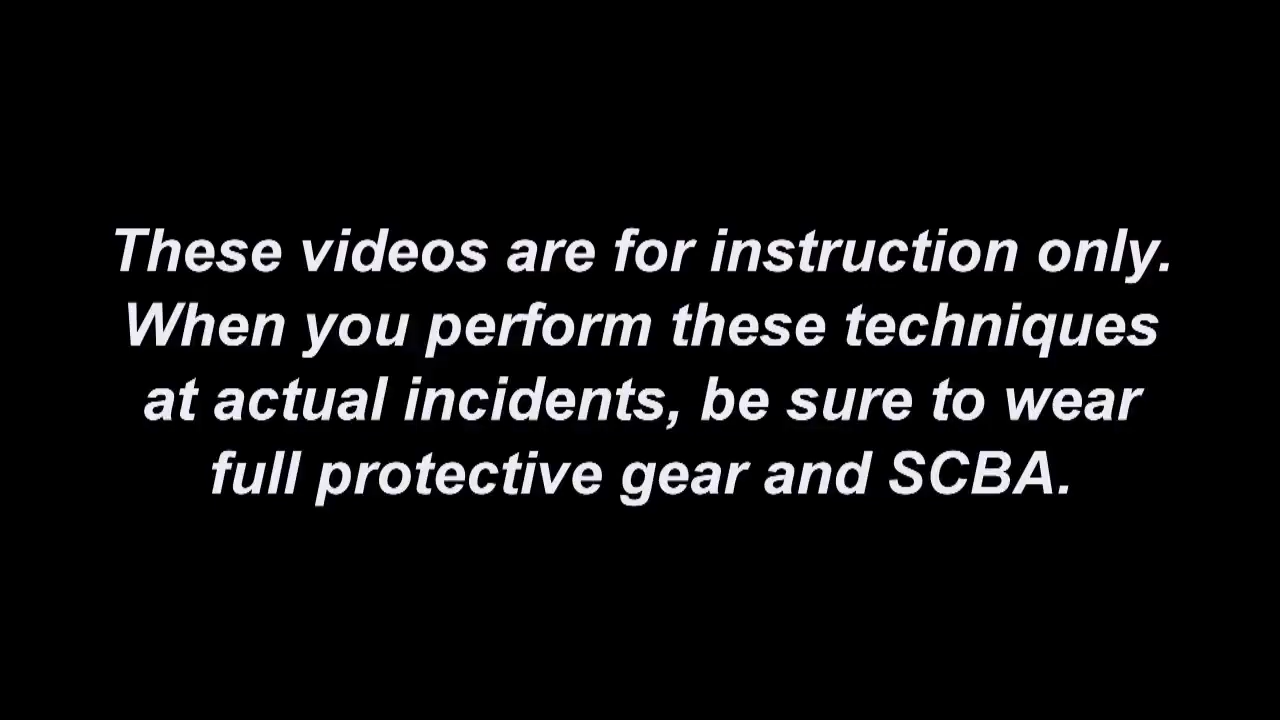 These videos are for instruction only.
When you perform these techniques
at actual incidents, be sure to wear
full protective gear and SCBA.